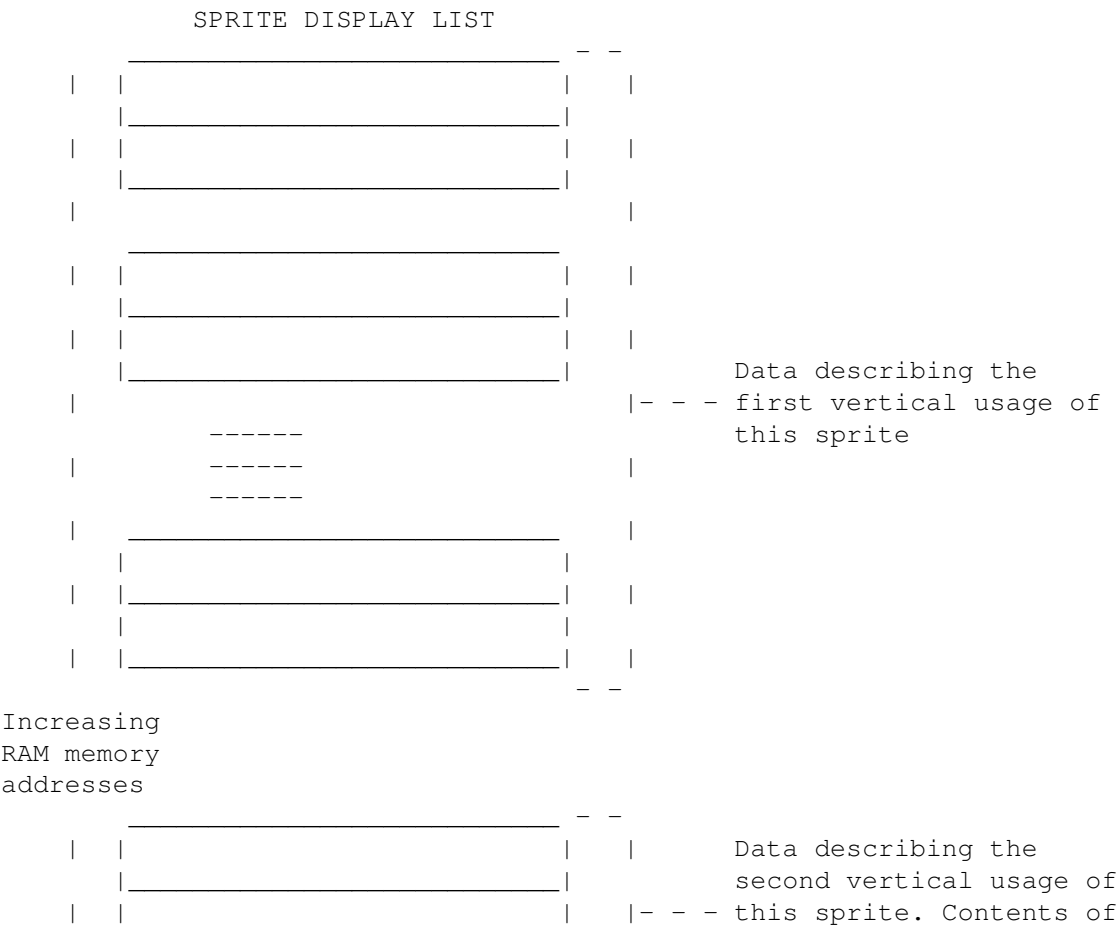 SPRITE DISPLAY LIST
Data describing the
first vertical usage of
this sprite
Increasing
RAM memory
addresses
Data describing the
second vertical usage of
this sprite. Contents of